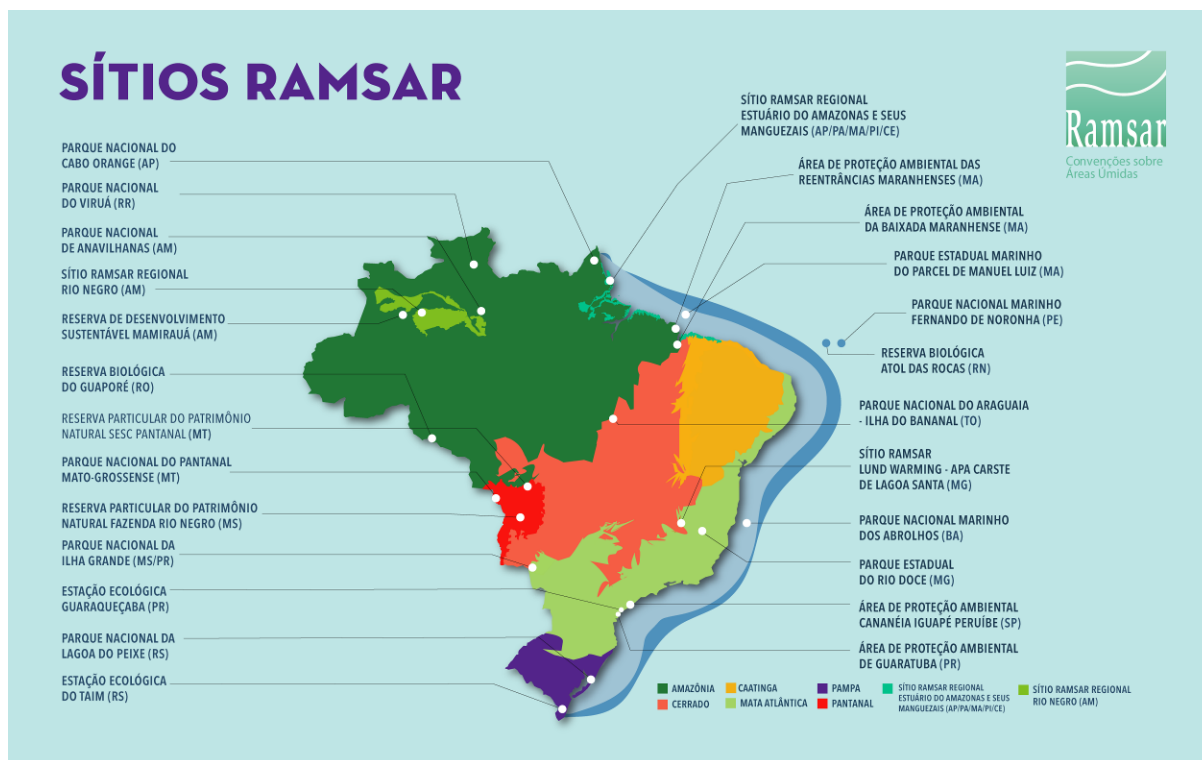 SÍTIOS RAMSAR
Ramsar
Convenções sobre
Áreas Úmidas
PARQUE NACIONAL DO
CABO ORANGE (AP)
PARQUE NACIONAL
DO VIRUÁ (RR)
PARQUE NACIONAL
DE ANAVILHANAS (AM)
SÍTIO RAMSAR REGIONAL
RIO NEGRO (AM)
RESERVA DE DESENVOLVIMENTO
SUSTENTÁVEL MAMIRAUÁ (AM)
RESERVA BIOLÓGICA
DO GUAPORÉ (RO)
RESERVA PARTICULAR DO PATRIMÔNIO
NATURAL SESC PANTANAL (MT)
PARQUE NACIONAL DO PANTANAL
MATO-GROSSENSE (MT)
RESERVA PARTICULAR DO PATRIMÔNIO
NATURAL FAZENDA RIO NEGRO (MS)
PARQUE NACIONAL DA
ILHA GRANDE (MS/PR)
ESTAÇÃO ECOLÓGICA
GUARAQUEÇABA (PR)
PARQUE NACIONAL DA
LAGOA DO PEIXE (RS)
ESTAÇÃO ECOLÓGICA
DO TAIM (RS)
SÍTIO RAMSAR REGIONAL
ESTUÁRIO DO AMAZONAS E SEUS
MANGUEZAIS (AP/PA/MA/PI/CE)
ÁREA DE PROTEÇÃO AMBIENTAL DAS
REENTRÂNCIAS MARANHENSES (MA)
ÁREA DE PROTEÇÃO AMBIENTAL
DA BAIXADA MARANHENSE (MA)
PARQUE ESTADUAL MARINHO
DO PARCEL DE MANUEL LUIZ (MA)
PARQUE NACIONAL MARINHO
FERNANDO DE NORONHA (PE)
RESERVA BIOLÓGICA
ATOL DAS ROCAS (RN)
PARQUE NACIONAL DO ARAGUAIA
- ILHA DO BANANAL (TO)
SÍTIO RAMSAR
LUND WARMING - APA CARSTE
DE LAGOA SANTA (MG)
PARQUE NACIONAL MARINHO
DOS ABROLHOS (BA)
PARQUE ESTADUAL
DO RIO DOCE (MG)
ÁREA DE PROTEÇÃO AMBIENTAL
CANANÉIA IGUAPÉ PERUÍBE (SP)
ÁREA DE PROTEÇÃO AMBIENTAL
DE GUARATUBA (PR)
AMAZÔNIA
CERRADO
CAATINGA
MATA ATLÂNTICA
PAMPA
PANTANAL
SÍTIO RAMSAR REGIONAL
ESTUÁRIO DO AMAZONAS E SEUS
MANGUEZAIS (AP/PA/MA/PI/CE)
SÍTIO RAMSAR REGIONAL
RIO NEGRO (AM)